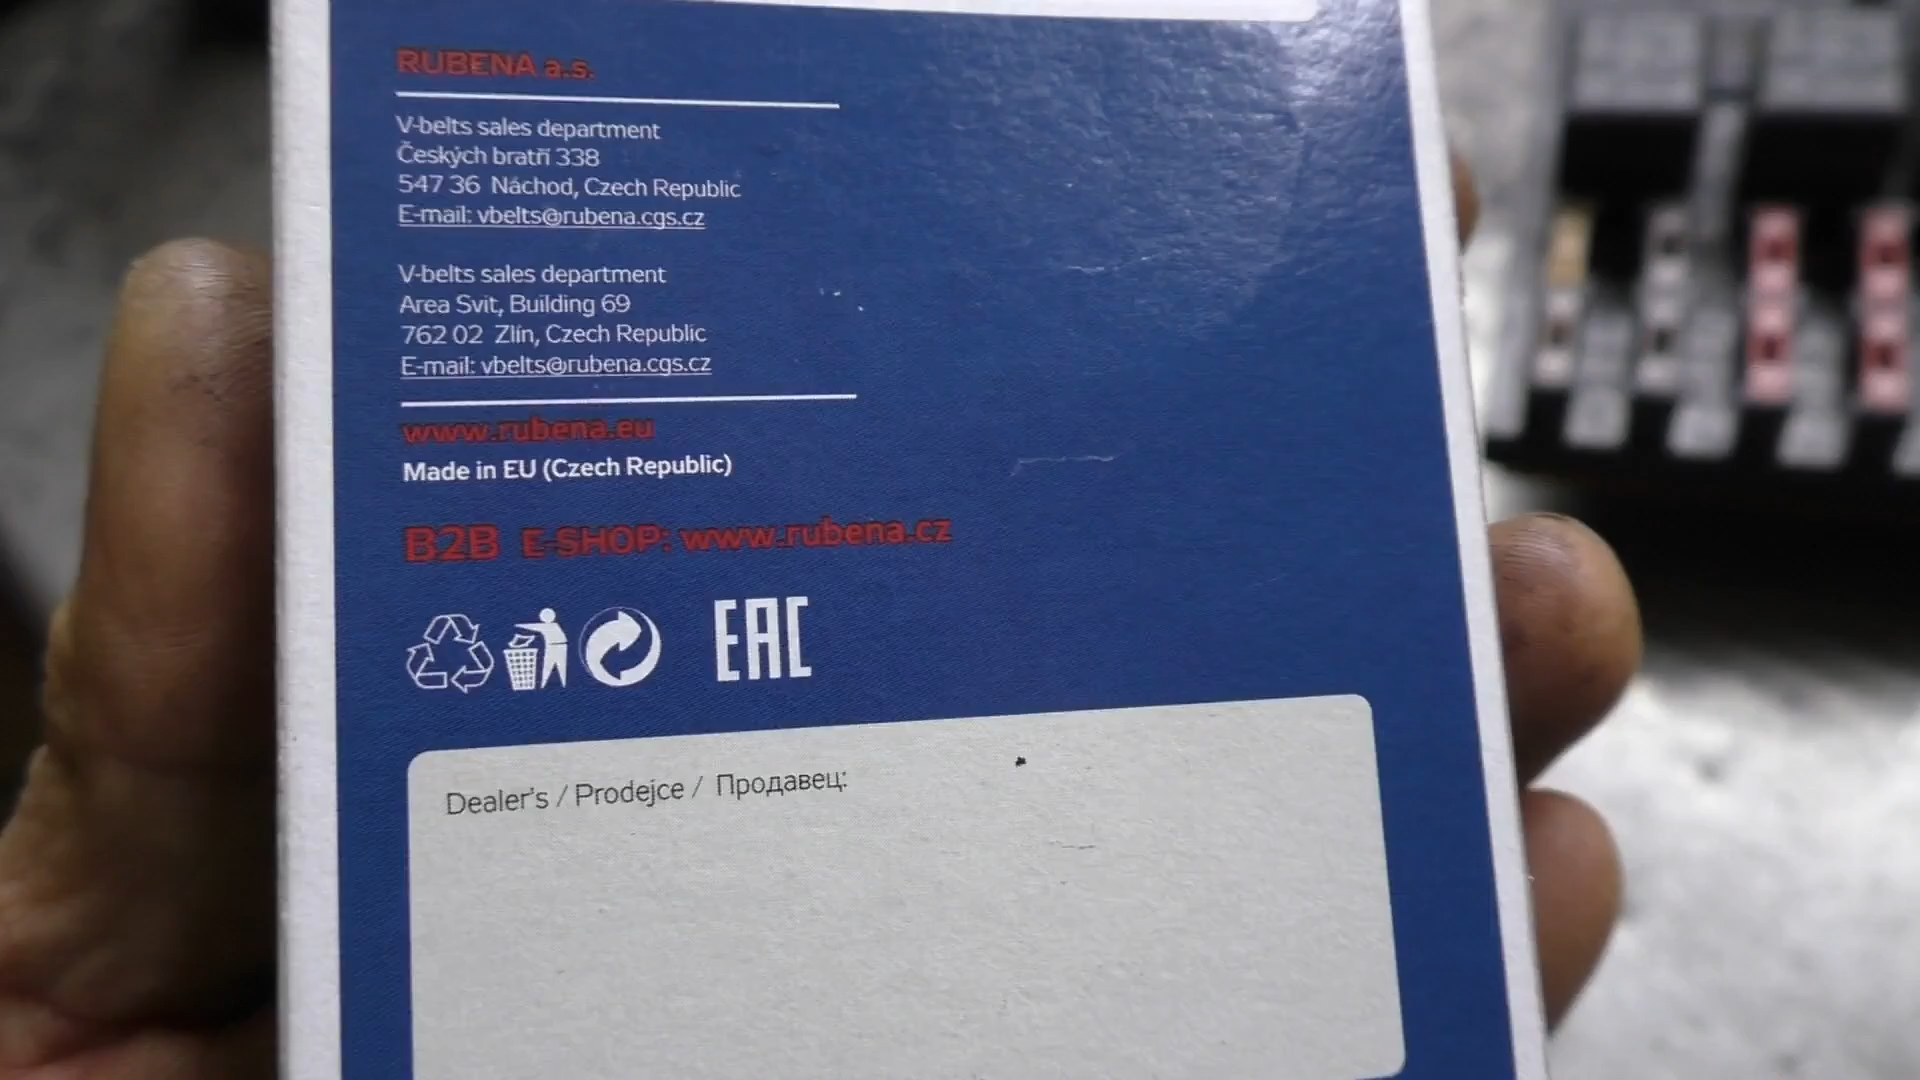 RUBENA a.s.
V-belts sales department
Českých bratří 338
547 36 Náchod, Czech Republic
E-mail: vbelts@rubena.cgs.cz
V-belts sales department
Area Svit, Building 69
762 02 Zlín, Czech Republic
E-mail: vbelts@rubena.cgs.cz
www.rubena.eu
Made in EU (Czech Republic)
B2B E-SHOP: www.rubena.cz
EAC
Dealer's / Prodejce / Продавец: